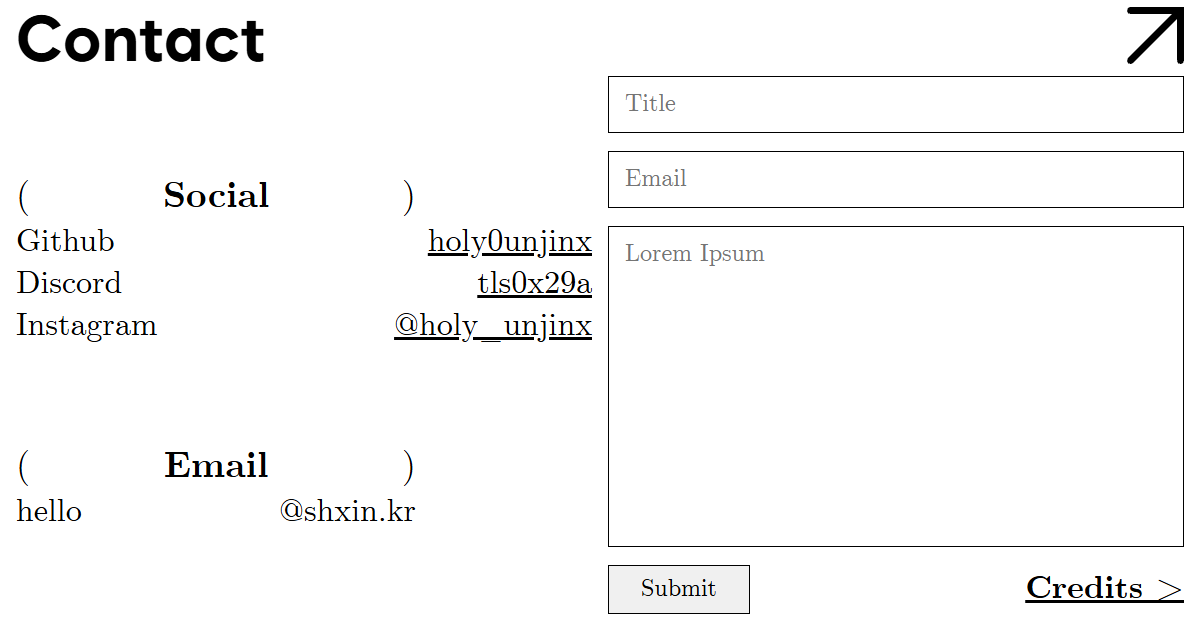 Contact
( Social )
Github holy0unjinx
Discord tls0x29a
Instagram @holy_unjinx
( Email )
hello @shxin.kr
Title
Email
Lorem Ipsum
Submit
Credits >